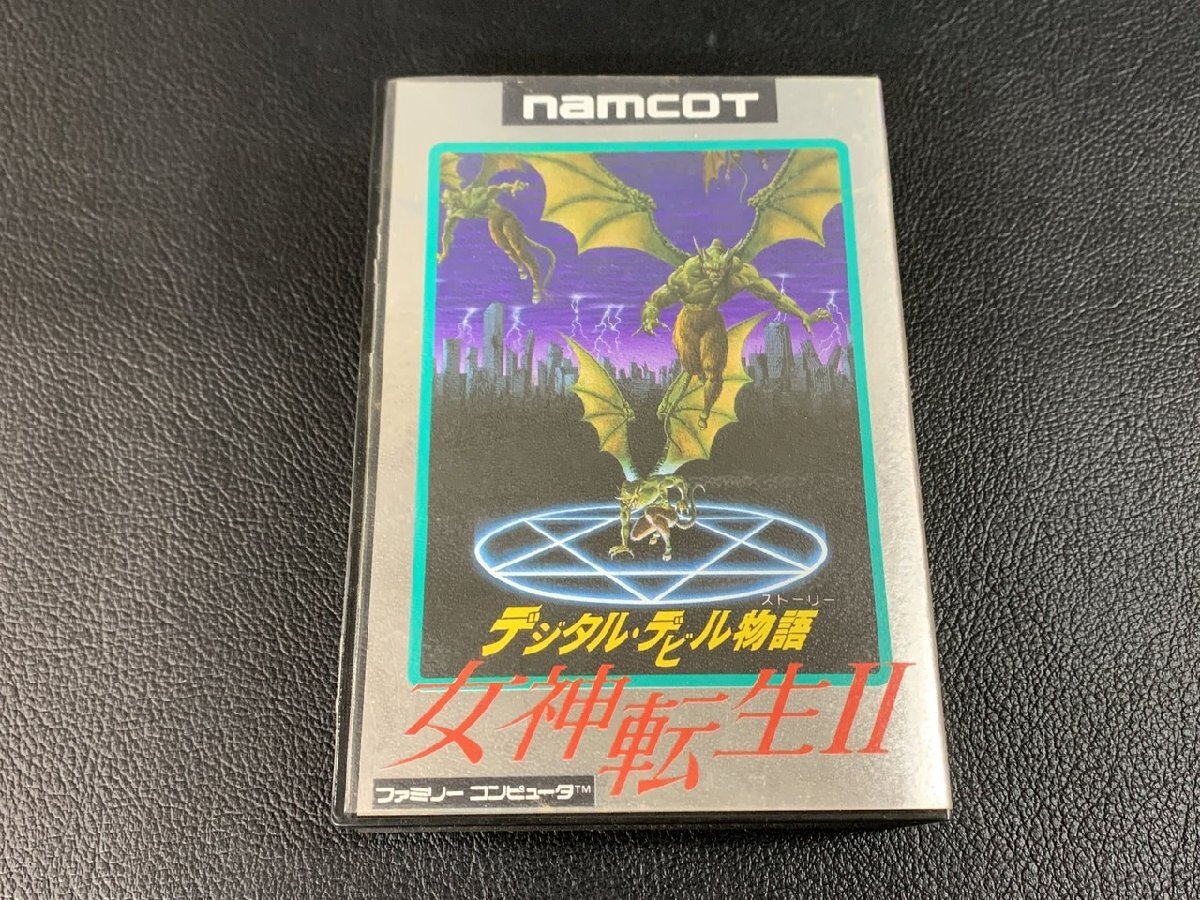 namcot
ストーリー
デジタル・デビル物語
女神転生II
ファミリーコンピュータ™